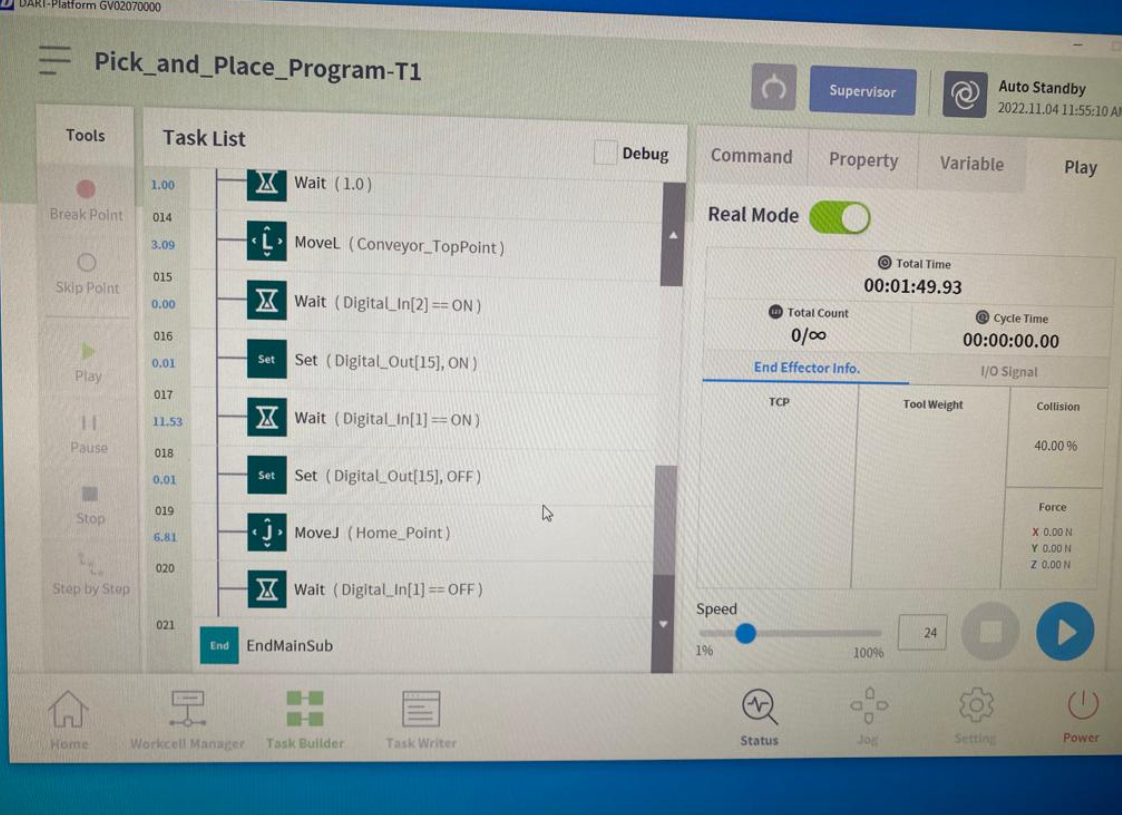 DART-Platform GV02070000
Pick_and_Place_Program-T1
Supervisor
Auto Standby
2022.11.04 11:55:10
Tools
Break Point
Skip Point
Play
Pause
Stop
Step by Step
Task List
Debug
1.00
Wait (1.0)
014
3.09
MoveL (Conveyor_TopPoint)
015
0.00
Wait (Digital_In[2] == ON)
016
0.01
Set
Set (Digital_Out[15], ON)
017
11.53
Wait (Digital_In[1] == ON)
018
0.01
Set
Set (Digital_Out[15], OFF)
019
6.81
MoveJ (Home_Point)
020
Wait (Digital_In[1] == OFF)
021
End
EndMainSub
Command
Property
Variable
Play
Real Mode
Total Time
00:01:49.93
Total Count
0/∞
Cycle Time
00:00:00.00
End Effector Info.
I/O Signal
TCP
Tool Weight
Collision
40.00 %
Force
X 0.00 N
Y 0.00 N
Z 0.00 N
Speed
1%
100%
24
Home
Workcell Manager
Task Builder
Task Writer
Status
Jog
Setting
Power